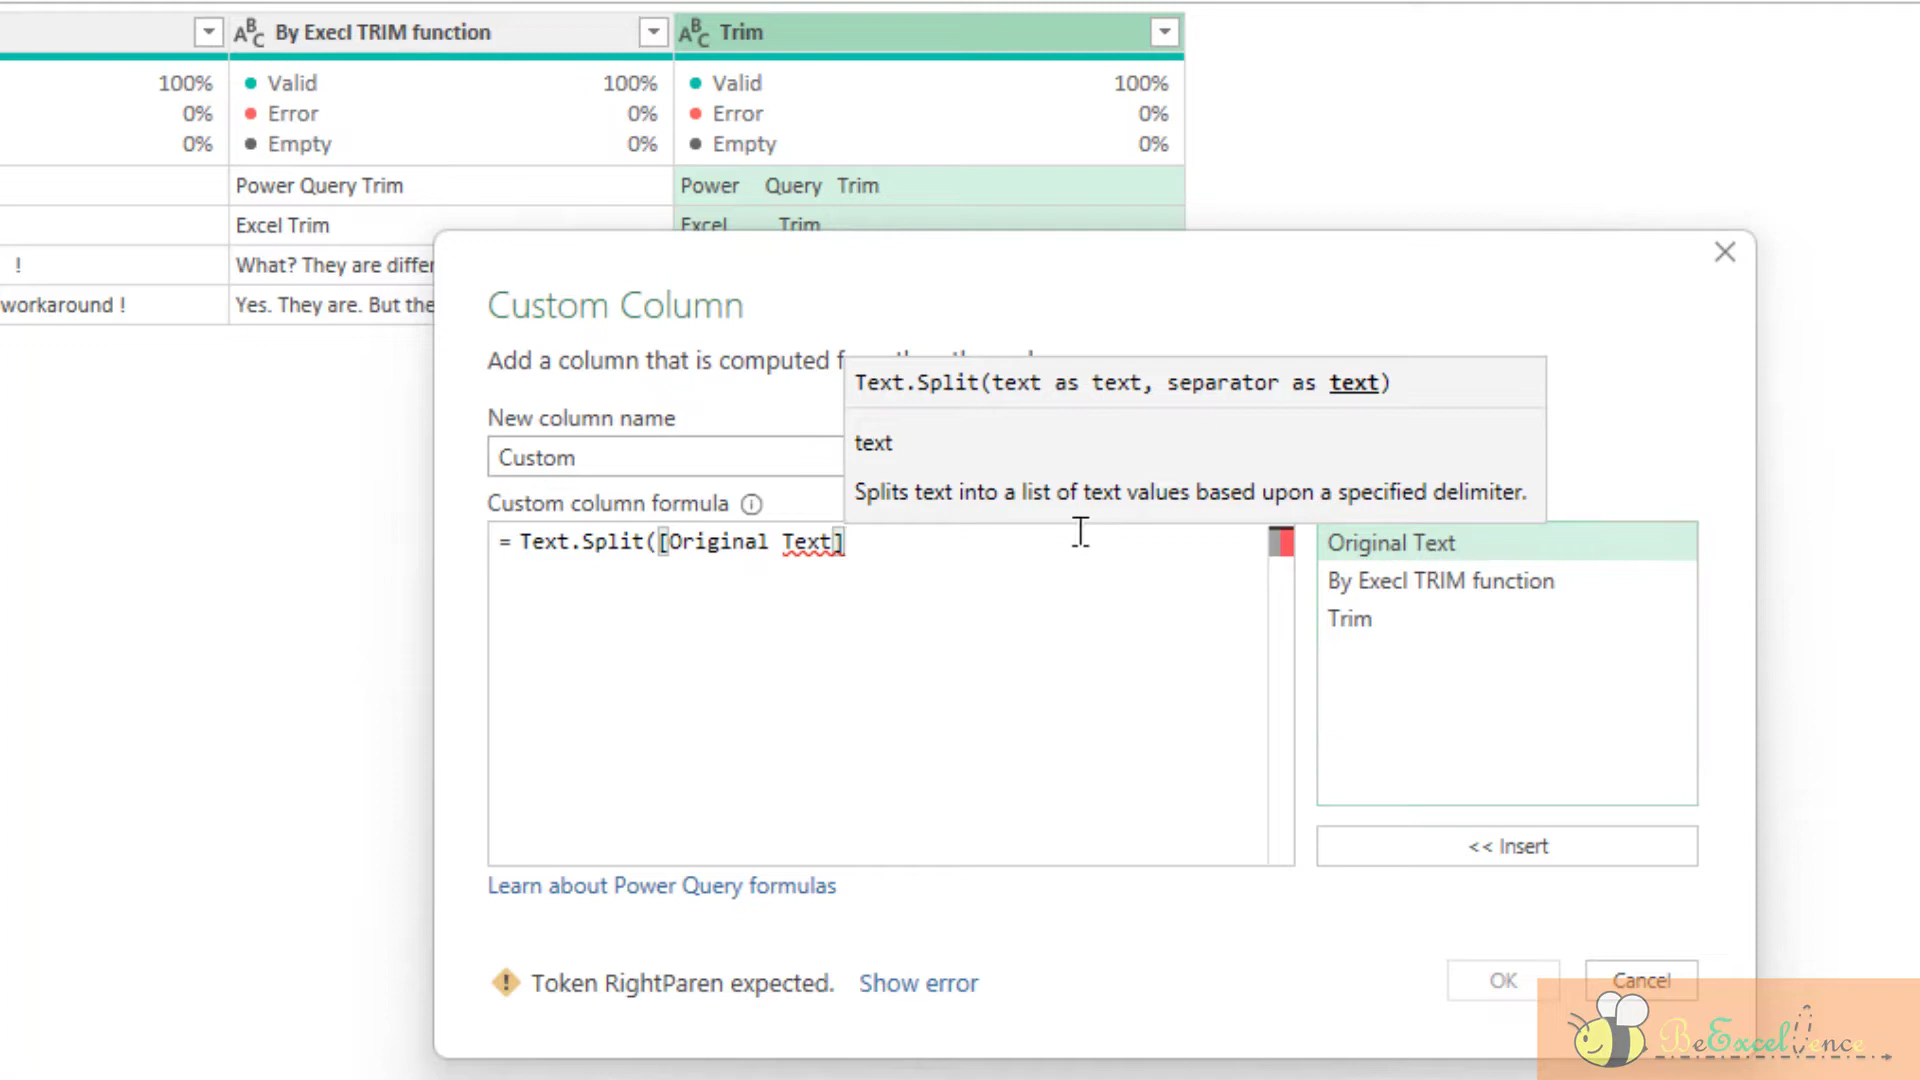 ABC By Execl TRIM function
ABC Trim
100%
Valid 100%
Valid 100%
0%
Error 0%
Error 0%
0%
Empty 0%
Empty 0%
Power Query Trim
Power Query Trim
Excel Trim
Excel Trim
!
What? They are differ
workaround !
Yes. They are. But the
Custom Column
Add a column that is computed f
Text.Split(text as text, separator as text)
text
Splits text into a list of text values based upon a specified delimiter.
New column name
Custom
Custom column formula
= Text.Split([Original Text]
Original Text
By Execl TRIM function
Trim
<< Insert
Learn about Power Query formulas
! Token RightParen expected. Show error
OK
Cancel
BeExcellence